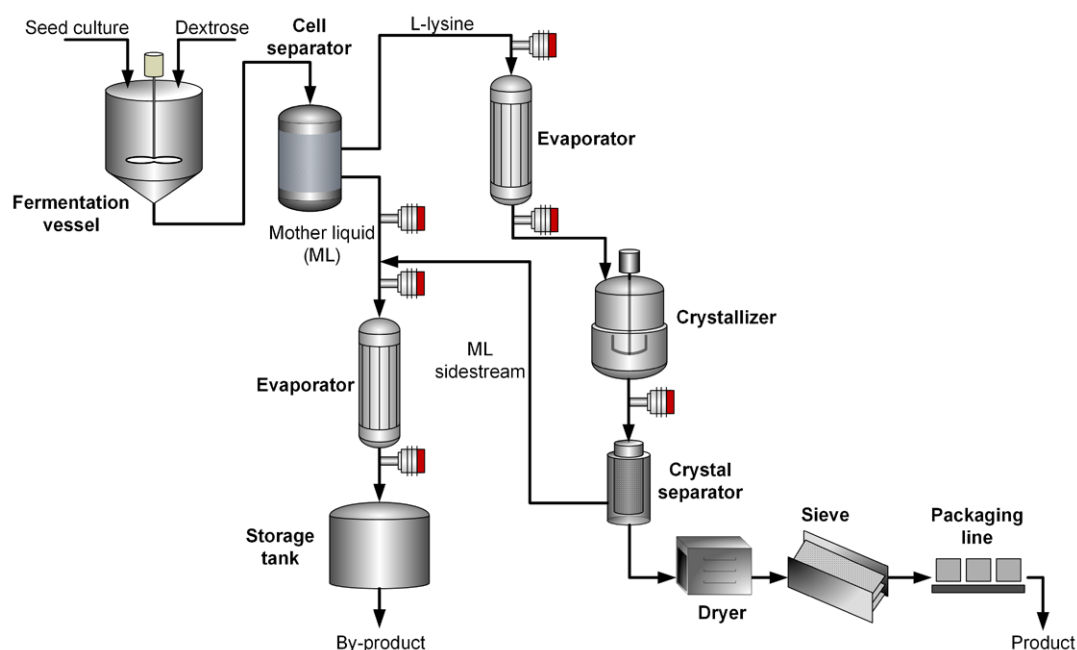 Seed culture
Dextrose
Cell
separator
L-lysine
Evaporator
Fermentation
vessel
Mother liquid
(ML)
Crystallizer
ML
sidestream
Evaporator
Crystal
separator
Storage
tank
Sieve
Packaging
line
Dryer
By-product
Product